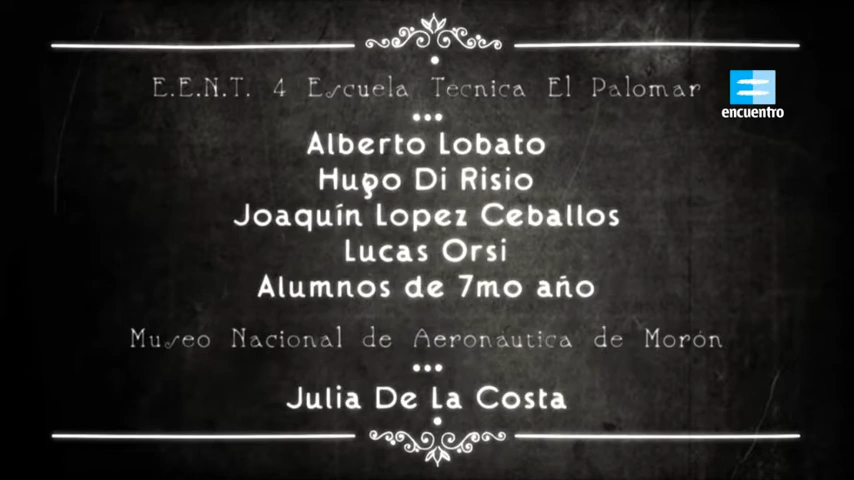 E.E.N.T. 4 Escuela Tecnica El Palomar
encuentro
Alberto Lobato
Hugo Di Risio
Joaquín Lopez Ceballos
Lucas Orsi
Alumnos de 7mo año
Museo Nacional de Aeronautica de Morón
Julia De La Costa